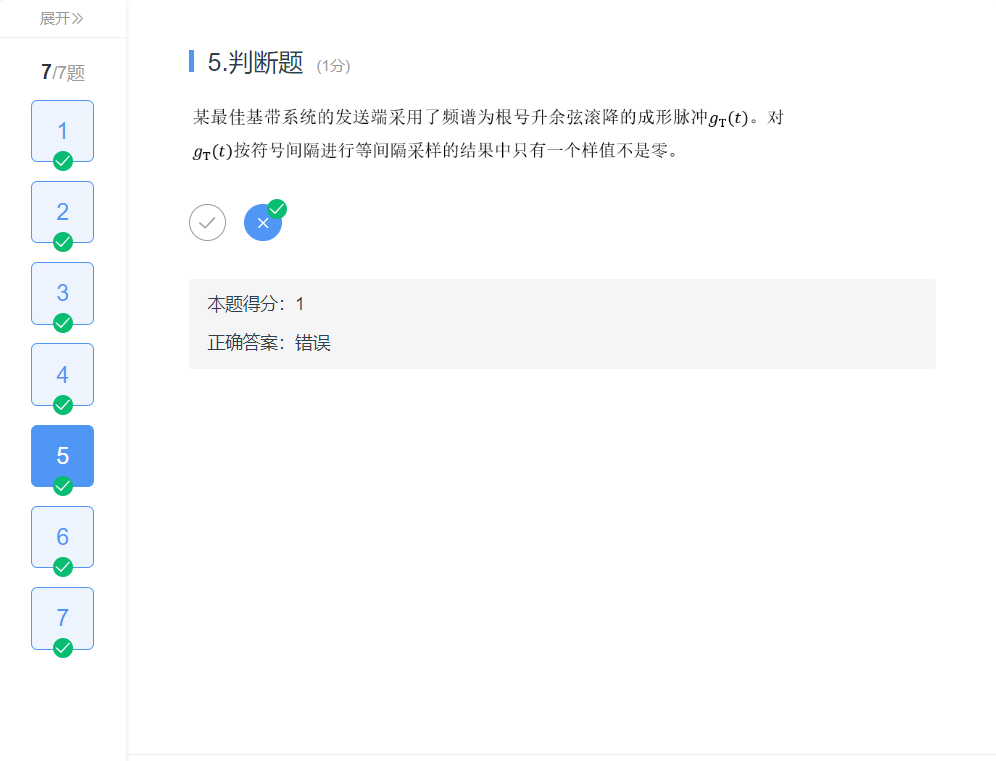 展开
7/7题
1
2
3
4
5
6
7
5.判断题 (1分)
某最佳基带系统的发送端采用了频谱为根号升余弦滚降的成形脉冲g_T(t)。对
g_T(t)按符号间隔进行等间隔采样的结果中只有一个样值不是零。
本题得分：1
正确答案：错误